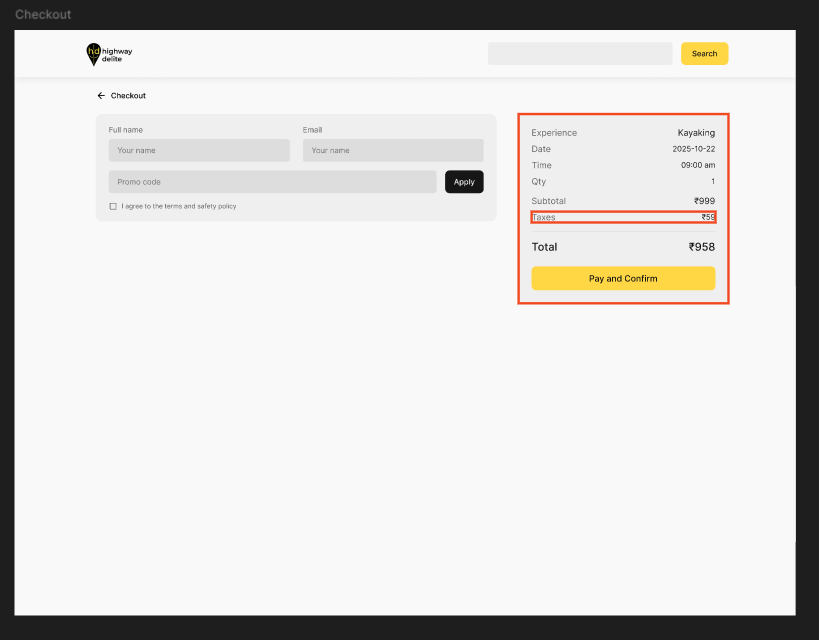 Checkout
hd highway
delite
Search
← Checkout
Full name
Email
Your name
Your name
Promo code
Apply
I agree to the terms and safety policy
Experience Kayaking
Date 2025-10-22
Time 09:00 am
Qty 1
Subtotal ₹999
Taxes ₹59
Total ₹958
Pay and Confirm